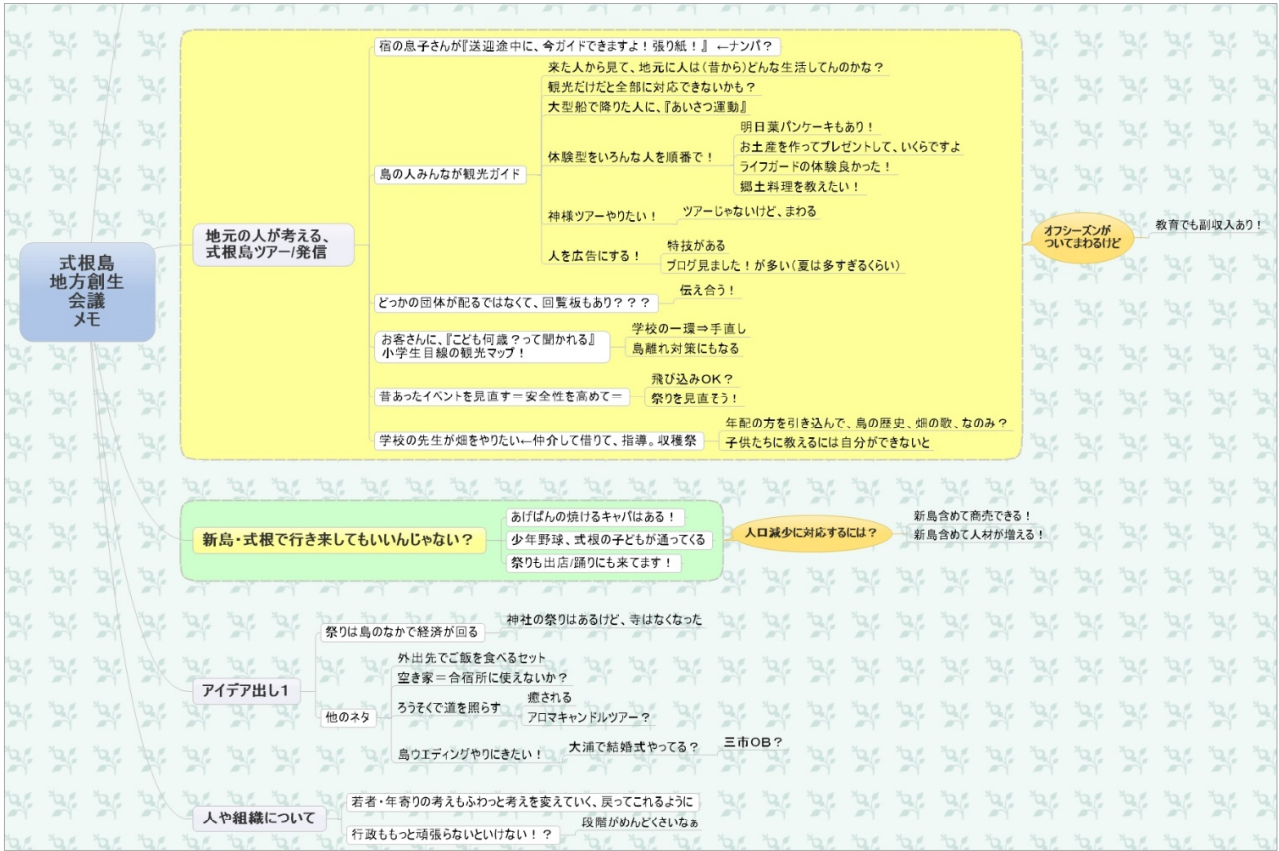 式根島
地方創生
会議
メモ
地元の人が考える、
式根島ツアー/発信
宿の息子さんが『送迎途中に、今ガイドできますよ！張り紙！』 ←ナンパ？
島の人みんなが観光ガイド
来た人から見て、地元に人は（昔から）どんな生活してんのかな？
観光だけだと全部に対応できないかも？
大型船で降りた人に、『あいさつ運動』
体験型をいろんな人を順番で！
明日葉パンケーキもあり！
お土産を作ってプレゼントして、いくらですよ
ライフガードの体験良かった！
郷土料理を教えたい！
神様ツアーやりたい！
ツアーじゃないけど、まわる
人を広告にする！
特技がある
ブログ見ました！が多い（夏は多すぎるくらい）
どっかの団体が配るではなくて、回覧板もあり？？？
伝え合う！
お客さんに、『こども何歳？って聞かれる』
小学生目線の観光マップ！
学校の一環⇒手直し
島離れ対策にもなる
昔あったイベントを見直す＝安全性を高めて＝
飛び込みOK？
祭りを見直そう！
学校の先生が畑をやりたい←仲介して借りて、指導。収穫祭
年配の方を引き込んで、島の歴史、畑の歌、なのみ？
子供たちに教えるには自分ができないと
オフシーズンが
ついてまわるけど
教育でも副収入あり！
新島・式根で行き来してもいいんじゃない？
あげぱんの焼けるキャパはある！
少年野球、式根の子どもが通ってくる
祭りも出店/踊りにも来てます！
人口減少に対応するには？
新島含めて商売できる！
新島含めて人材が増える！
アイデア出し1
祭りは島のなかで経済が回る
神社の祭りはあるけど、寺はなくなった
他のネタ
外出先でご飯を食べるセット
空き家＝合宿所に使えないか？
ろうそくで道を照らす
癒される
アロマキャンドルツアー？
島ウエディングやりにきたい！
大浦で結婚式やってる？
三市OB？
人や組織について
若者・年寄りの考えもふわっと考えを変えていく、戻ってこれるように
行政ももっと頑張らないといけない！？
段階がめんどくさいなぁ